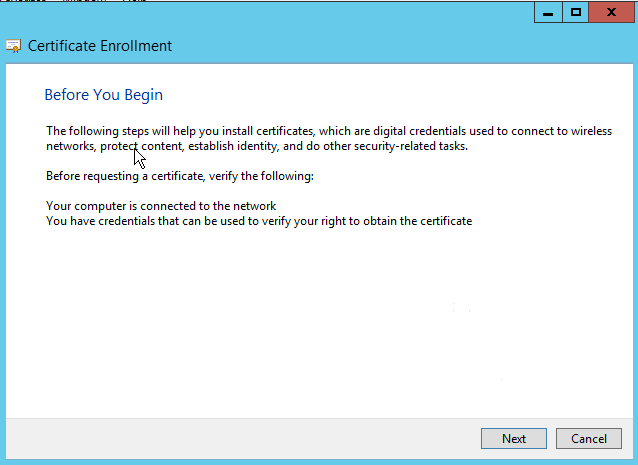 Certificate Enrollment
Before You Begin
The following steps will help you install certificates, which are digital credentials used to connect to wireless
networks, protect content, establish identity, and do other security-related tasks.
Before requesting a certificate, verify the following:
Your computer is connected to the network
You have credentials that can be used to verify your right to obtain the certificate
Next
Cancel